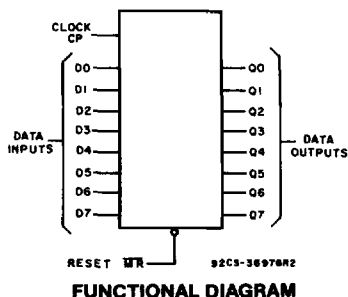 CLOCK
CP
D0 Q0
D1 Q1
D2 Q2
D3 Q3
DATA INPUTS D4 Q4 DATA OUTPUTS
D5 Q5
D6 Q6
D7 Q7
RESET MR 92CS-36976R2
FUNCTIONAL DIAGRAM